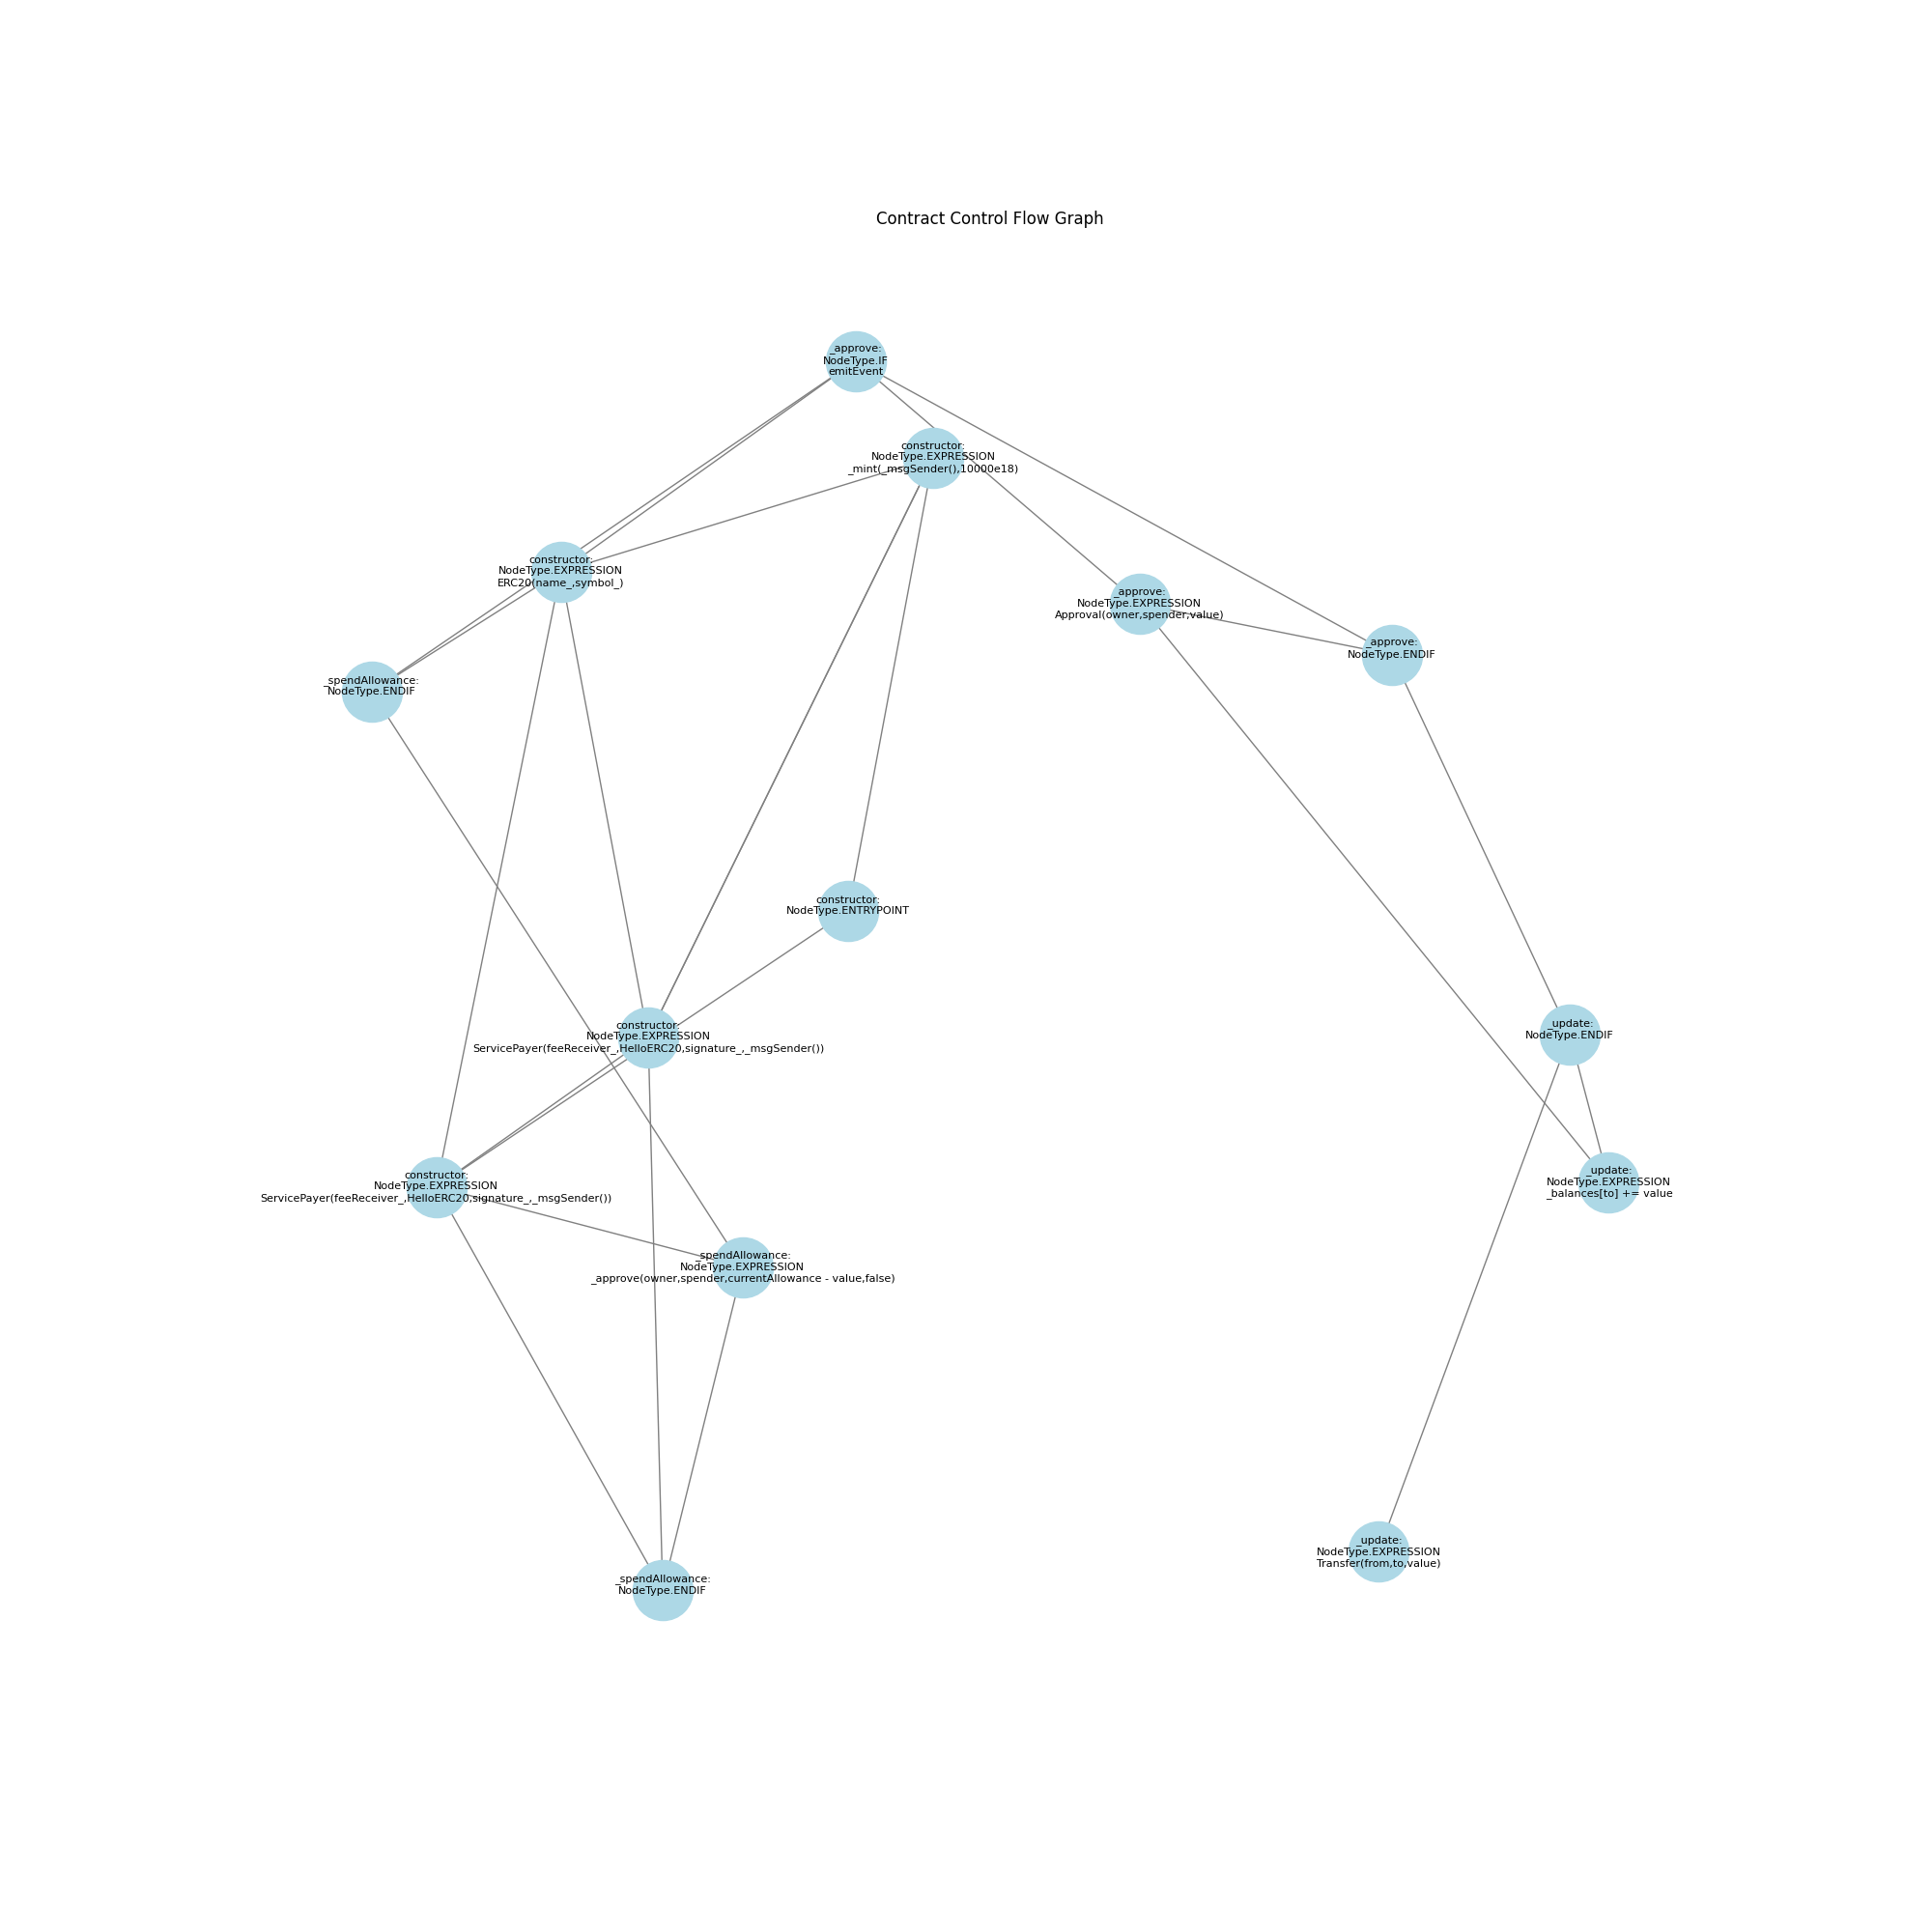 Contract Control Flow Graph
_approve:
NodeType.IF
emitEvent
constructor:
NodeType.EXPRESSION
_mint(_msgSender(),10000e18)
constructor:
NodeType.EXPRESSION
ERC20(name_,symbol_)
_approve:
NodeType.EXPRESSION
Approval(owner,spender,value)
_approve:
NodeType.ENDIF
_spendAllowance:
NodeType.ENDIF
constructor:
NodeType.ENTRYPOINT
constructor:
NodeType.EXPRESSION
ServicePayer(feeReceiver_,HelloERC20,signature_,_msgSender())
_update:
NodeType.ENDIF
constructor:
NodeType.EXPRESSION
ServicePayer(feeReceiver_,HelloERC20,signature_,_msgSender())
_update:
NodeType.EXPRESSION
_balances[to] += value
_spendAllowance:
NodeType.EXPRESSION
_approve(owner,spender,currentAllowance - value,false)
_update:
NodeType.EXPRESSION
Transfer(from,to,value)
_spendAllowance:
NodeType.ENDIF